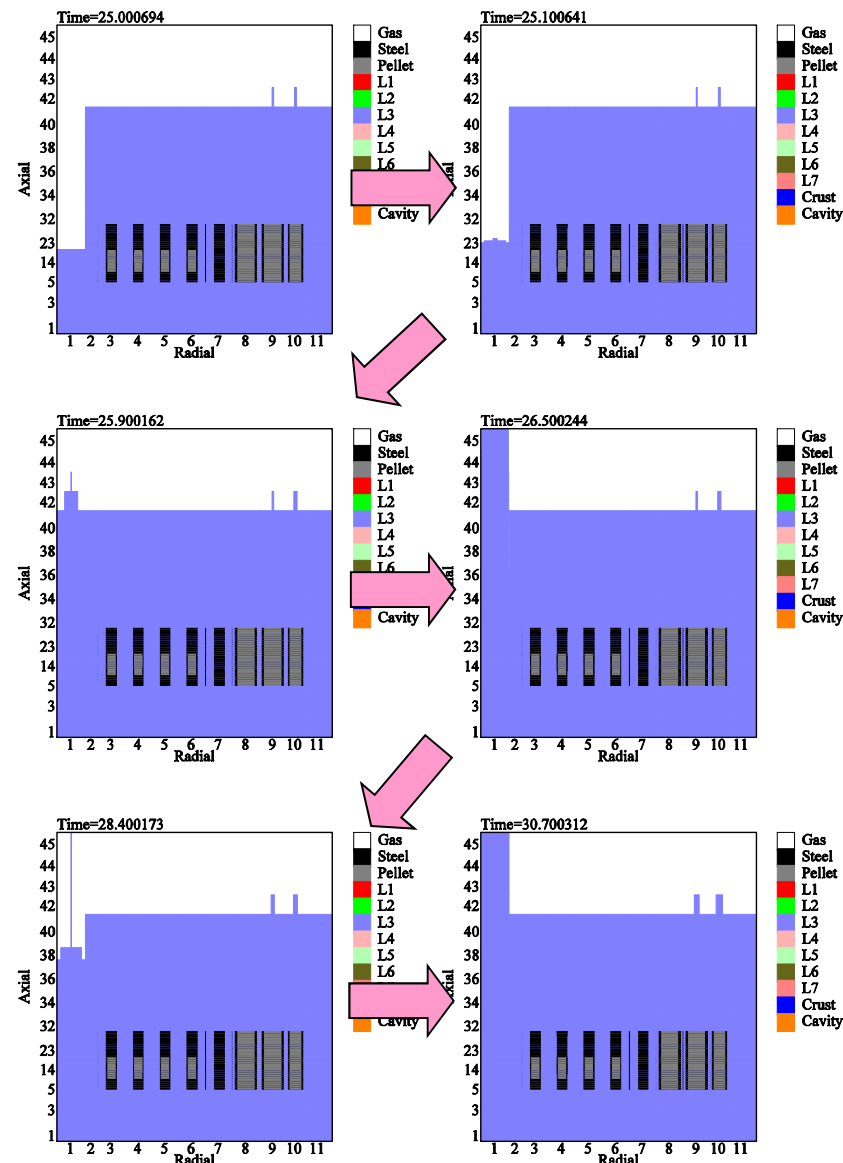 Time=25.000694
45
44
43
42
40
38
36
34
32
23
14
5
3
1
Axial
1 2 3 4 5 6 7 8 9 10 11
Radial
Gas
Steel
Pellet
L1
L2
L3
L4
L5
L6
Cavity
Time=25.100641
45
44
43
42
40
38
36
34
32
23
14
5
3
1
1 2 3 4 5 6 7 8 9 10 11
Radial
Gas
Steel
Pellet
L1
L2
L3
L4
L5
L6
L7
Crust
Cavity
Time=25.900162
45
44
43
42
40
38
36
34
32
23
14
5
3
1
Axial
1 2 3 4 5 6 7 8 9 10 11
Radial
Gas
Steel
Pellet
L1
L2
L3
L4
L5
L6
Cavity
Time=26.500244
45
44
43
42
40
38
36
34
32
23
14
5
3
1
1 2 3 4 5 6 7 8 9 10 11
Radial
Gas
Steel
Pellet
L1
L2
L3
L4
L5
L6
L7
Crust
Cavity
Time=28.400173
45
44
43
42
40
38
36
34
32
23
14
5
3
1
Axial
1 2 3 4 5 6 7 8 9 10 11
Radial
Gas
Steel
Pellet
L1
L2
L3
L4
L5
L6
Cavity
Time=30.700312
45
44
43
42
40
38
36
34
32
23
14
5
3
1
1 2 3 4 5 6 7 8 9 10 11
Radial
Gas
Steel
Pellet
L1
L2
L3
L4
L5
L6
L7
Crust
Cavity